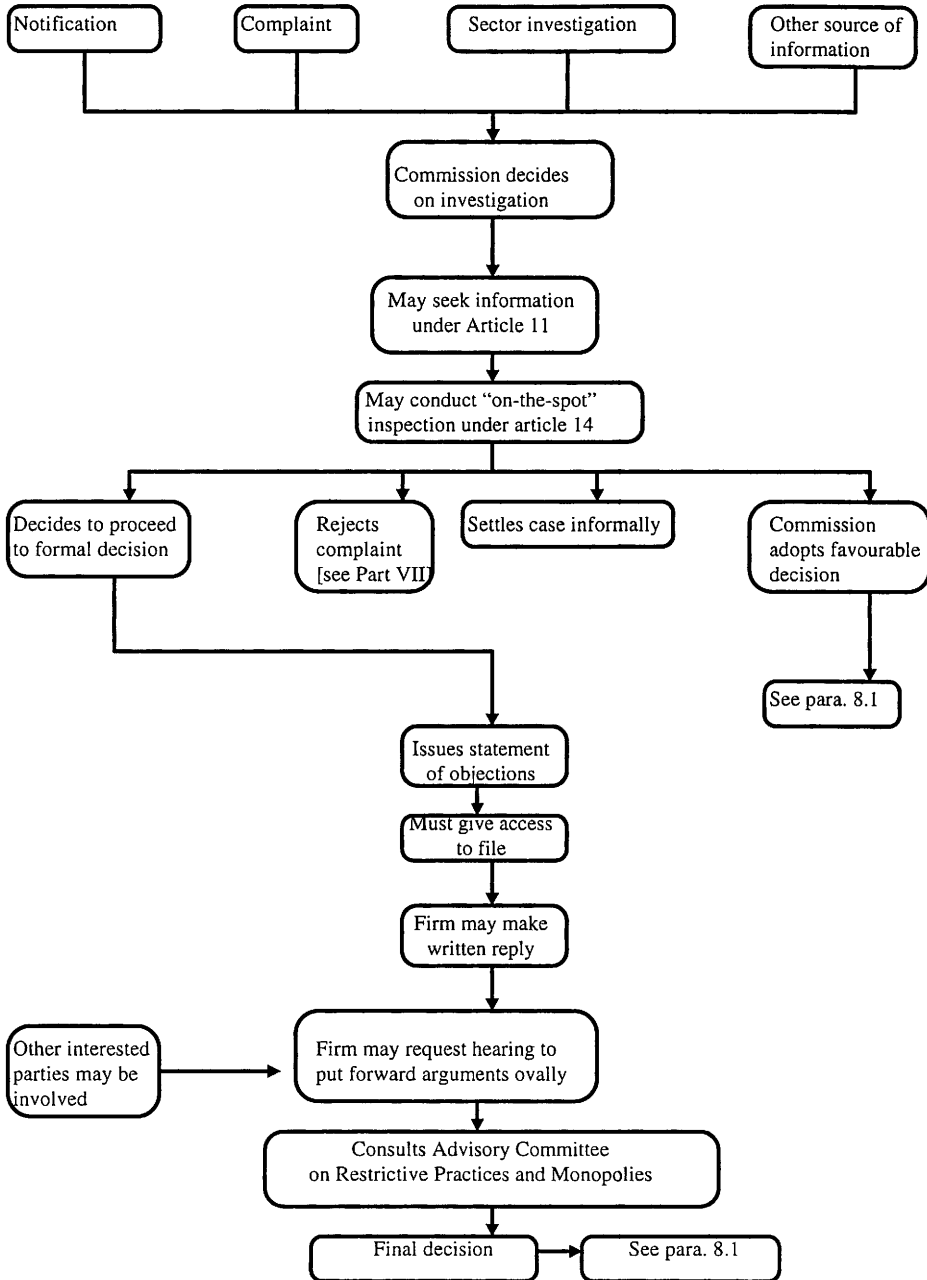 Notification
Complaint
Sector investigation
Other source of
information
Commission decides
on investigation
May seek information
under Article 11
May conduct “on-the-spot”
inspection under article 14
Decides to proceed
to formal decision
Rejects
complaint
[see Part VII]
Settles case informally
Commission
adopts favourable
decision
See para. 8.1
Issues statement
of objections
Must give access
to file
Firm may make
written reply
Other interested
parties may be
involved
Firm may request hearing to
put forward arguments ovally
Consults Advisory Committee
on Restrictive Practices and Monopolies
Final decision
See para. 8.1